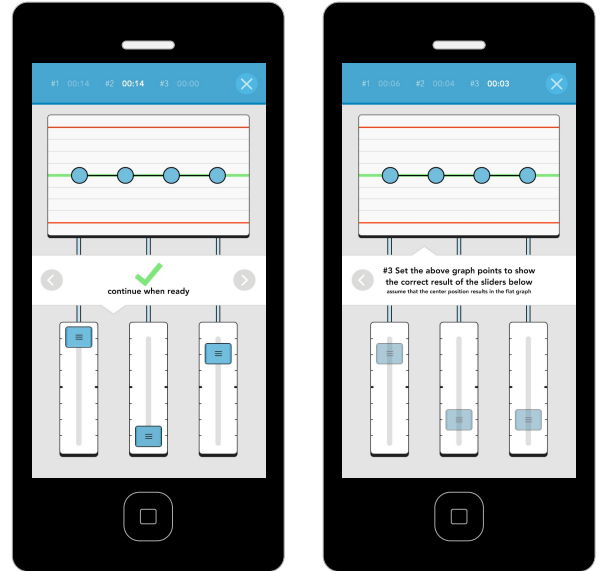 #1 00:14 #2 00:14 #3 00:00
continue when ready
#1 00:06 #2 00:04 #3 00:03
#3 Set the above graph points to show
the correct result of the sliders below
assume that the center position results in the flat graph